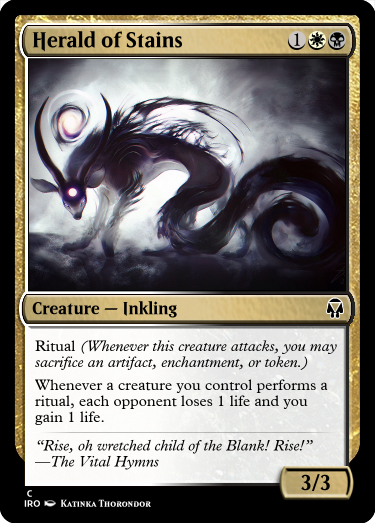 Herald of Stains 1
Creature — Inkling
Ritual (Whenever this creature attacks, you may
sacrifice an artifact, enchantment, or token.)
Whenever a creature you control performs a
ritual, each opponent loses 1 life and you
gain 1 life.
“Rise, oh wretched child of the Blank! Rise!”
—The Vital Hymns
3/3
C
IRO Katinka Thorondor